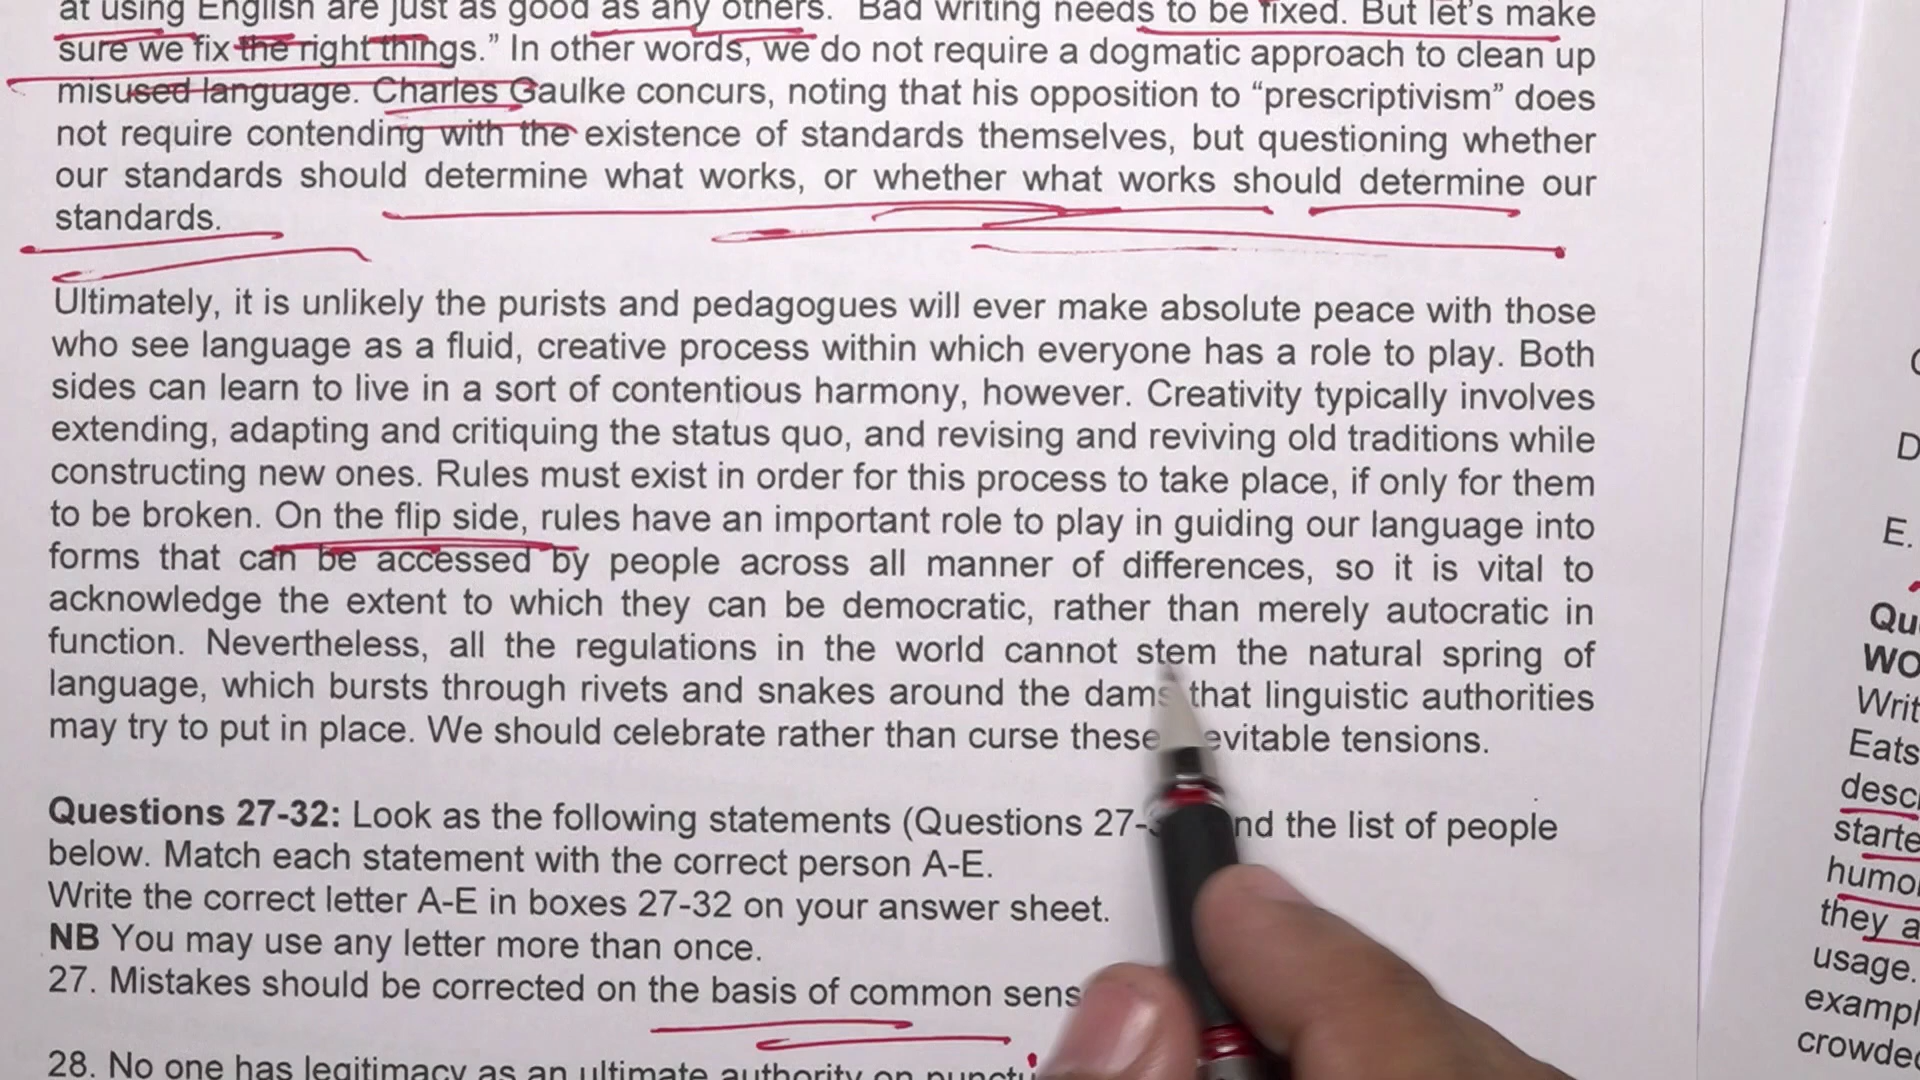 at using English are just as good as any others. "Bad writing needs to be fixed. But let's make
sure we fix the right things." In other words, we do not require a dogmatic approach to clean up
misused language. Charles Gaulke concurs, noting that his opposition to "prescriptivism" does
not require contending with the existence of standards themselves, but questioning whether
our standards should determine what works, or whether what works should determine our
standards.
Ultimately, it is unlikely the purists and pedagogues will ever make absolute peace with those
who see language as a fluid, creative process within which everyone has a role to play. Both
sides can learn to live in a sort of contentious harmony, however. Creativity typically involves
extending, adapting and critiquing the status quo, and revising and reviving old traditions while
constructing new ones. Rules must exist in order for this process to take place, if only for them
to be broken. On the flip side, rules have an important role to play in guiding our language into
forms that can be accessed by people across all manner of differences, so it is vital to
acknowledge the extent to which they can be democratic, rather than merely autocratic in
function. Nevertheless, all the regulations in the world cannot stem the natural spring of
language, which bursts through rivets and snakes around the dams that linguistic authorities
may try to put in place. We should celebrate rather than curse these evitable tensions.
Questions 27-32: Look as the following statements (Questions 27- nd the list of people
below. Match each statement with the correct person A-E.
Write the correct letter A-E in boxes 27-32 on your answer sheet.
NB You may use any letter more than once.
27. Mistakes should be corrected on the basis of common sens
28. No one has legitimacy as an ultimate authority on punctu
D
E.
Qu
WO
Writ
Eats
desc
starte
humo
they a
usage.
exampl
crowded